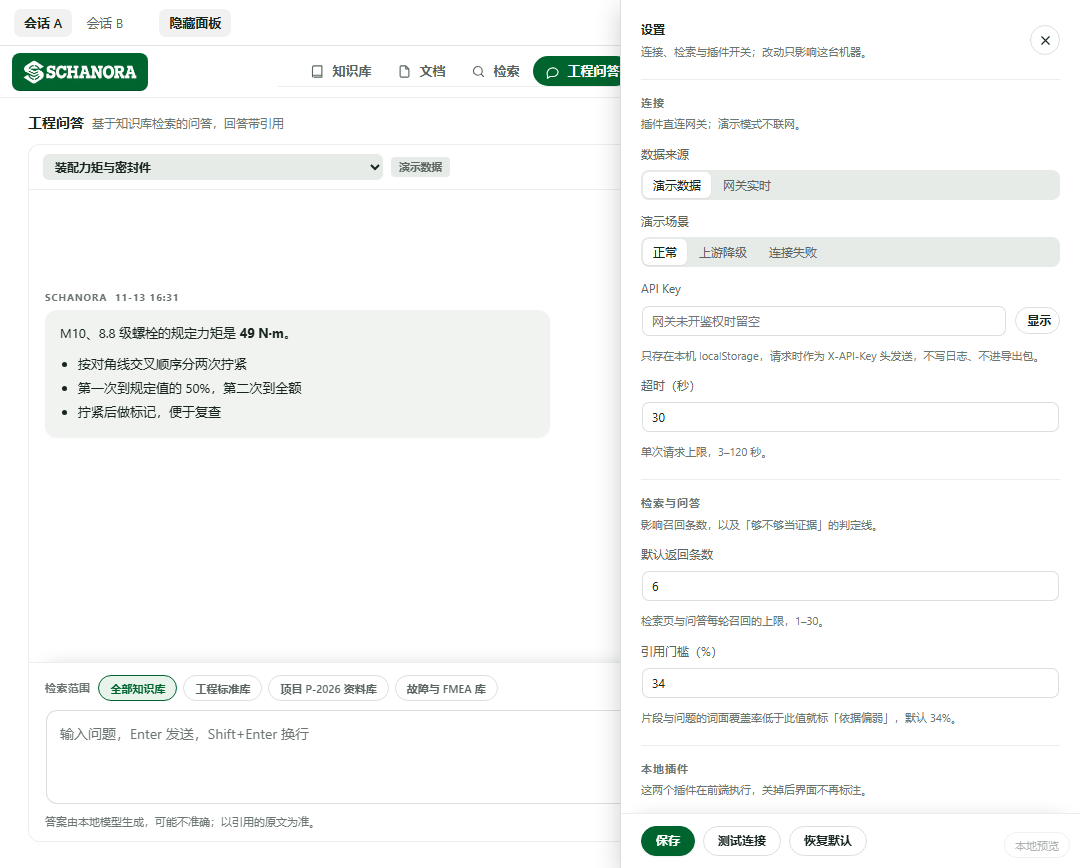 会话 A 会话 B 隐藏面板
SCHANORA 知识库 文档 检索 工程问答
工程问答 基于知识库检索的问答，回答带引用
装配力矩与密封件 演示数据
SCHANORA 11-13 16:31
M10、8.8 级螺栓的规定力矩是 49 N·m。
按对角线交叉顺序分两次拧紧
第一次到规定值的 50%，第二次到全额
拧紧后做标记，便于复查
检索范围 全部知识库 工程标准库 项目 P-2026 资料库 故障与 FMEA 库
输入问题，Enter 发送，Shift+Enter 换行
答案由本地模型生成，可能不准确；以引用的原文为准。
设置
连接、检索与插件开关；改动只影响这台机器。
连接
插件直连网关；演示模式不联网。
数据来源
演示数据 网关实时
演示场景
正常 上游降级 连接失败
API Key
网关未开鉴权时留空 显示
只存在本机 localStorage，请求时作为 X-API-Key 头发送，不写日志、不进导出包。
超时（秒）
30
单次请求上限，3–120 秒。
检索与问答
影响召回条数，以及「够不够当证据」的判定线。
默认返回条数
6
检索页与问答每轮召回的上限，1–30。
引用门槛（%）
34
片段与问题的词面覆盖率低于此值就标「依据偏弱」，默认 34%。
本地插件
这两个插件在前端执行，关掉后界面不再标注。
保存 测试连接 恢复默认 本地预览